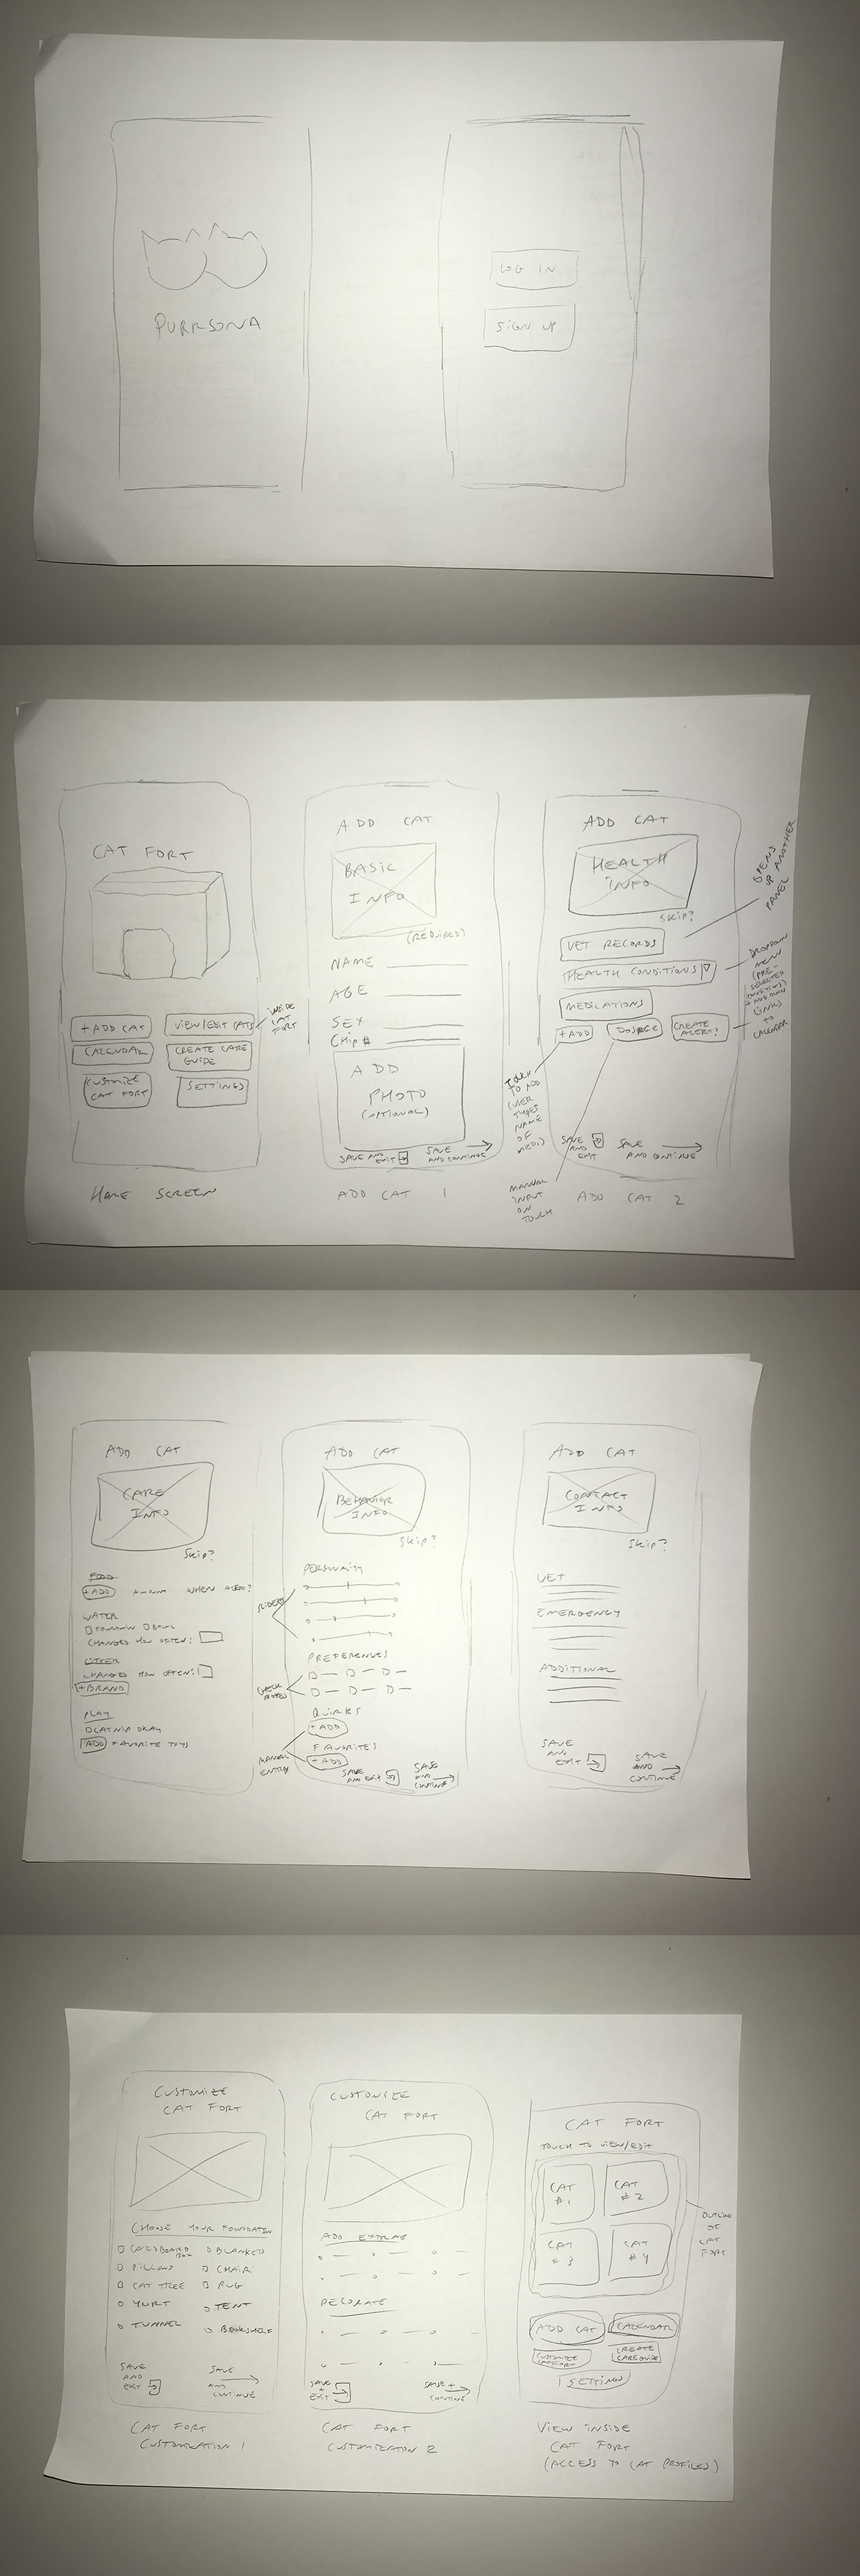 PURRSONA
LOG IN
SIGN UP
CAT FORT
+ADD CAT
VIEW/EDIT CATS
INSIDE
CAT
FORT
CALENDAR
CREATE CARE
GUIDE
CUSTMIZE
CAT FORT
SETTINGS
HOME SCREEN
ADD CAT
BASIC
INFO
(REQUIRED)
NAME
AGE
SEX
CHIP #
ADD
PHOTO
(OPTIONAL)
SAVE AND
EXIT
SAVE
AND CONTINUE
ADD CAT 1
ADD CAT
HEALTH
INFO
SKIP?
VET RECORDS
OPENS
UP ANOTHER
PANEL
HEALTH CONDITIONS
DROPDOWN
MENU
(PRE-
SELECTED
CONDITIONS)
+ ADD OWN
MEDICATIONS
+ADD
DOSAGE
CREATE
ALERT?
LINKS
TO
CALENDAR
TOUCH
TO ADD
(USER
TYPES
NAME
OF
MEDS)
MANUAL
INPUT
ON
TOUCH
SAVE
AND
EXIT
SAVE
AND CONTINUE
ADD CAT 2
ADD CAT
CARE
INFO
SKIP?
FOOD
+ADD
AMOUNT
WHEN
ALERT?
WATER
FOUNTAIN
BOWL
CHANGED HOW OFTEN:
LITTER
CHANGED HOW OFTEN:
+BRAND
PLAY
CATNIP OKAY
ADD FAVORITE TOYS
ADD CAT
BEHAVIOR
INFO
SKIP?
PERSONALITY
SLIDERS
PREFERENCES
CHECK
BOXES
QUIRKS
+ADD
FAVORITES
+ADD
MANUAL
ENTRY
SAVE
AND EXIT
SAVE
AND
CONTINUE
ADD CAT
CONTACT
INFO
SKIP?
VET
EMERGENCY
ADDITIONAL
SAVE
AND
EXIT
SAVE
AND
CONTINUE
CUSTOMIZE
CAT FORT
CHOOSE YOUR FOUNDATION
CARDBOARD
BOX
BLANKET
PILLOWS
CHAIR
CAT TREE
RUG
YURT
TENT
TUNNEL
BOOKSHELF
SAVE
AND
EXIT
SAVE
AND
CONTINUE
CAT FORT
CUSTOMIZATION 1
CUSTOMIZE
CAT FORT
ADD EXTRAS
DECORATE
SAVE
+
EXIT
SAVE +
CONTINUE
CAT FORT
CUSTOMIZATION 2
CAT FORT
TOUCH TO VIEW/EDIT
CAT
#1
CAT
#2
CAT
#3
CAT
#4
OUTLINE
OF
CAT
FORT
ADD CAT
CALENDAR
CUSTOMIZE
CATFORT
CREATE
CAREGUIDE
SETTINGS
VIEW INSIDE
CAT FORT
(ACCESS TO CAT PROFILES)